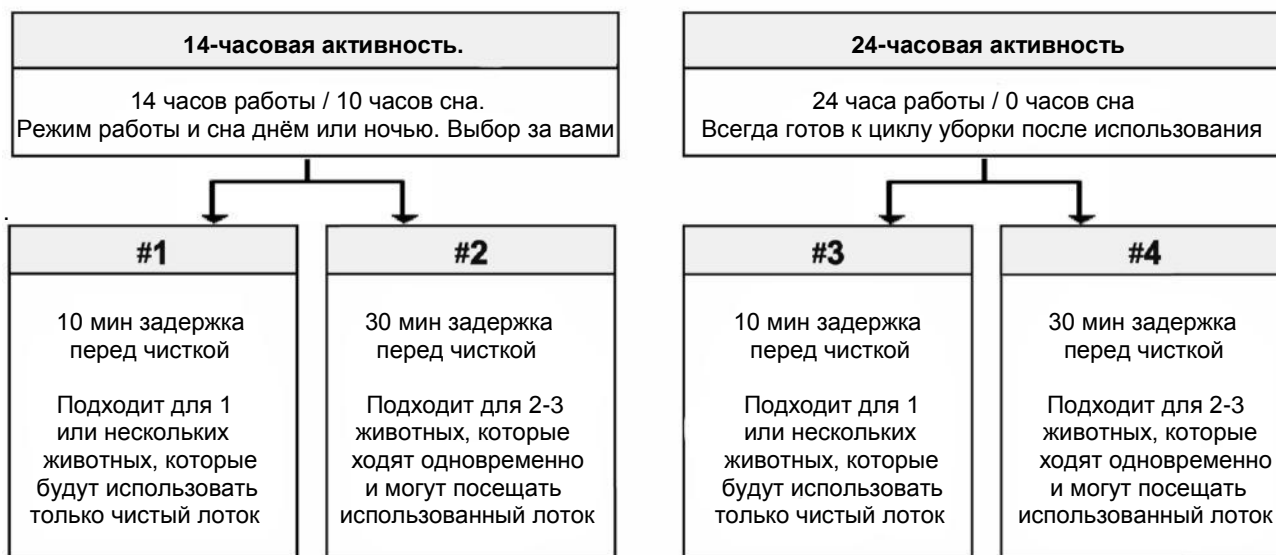 14-часовая активность.
14 часов работы / 10 часов сна.
Режим работы и сна днём или ночью. Выбор за вами
24-часовая активность
24 часа работы / 0 часов сна
Всегда готов к циклу уборки после использования
.
#1
10 мин задержка
перед чисткой
Подходит для 1
или нескольких
животных, которые
будут использовать
только чистый лоток
#2
30 мин задержка
перед чисткой
Подходит для 2-3
животных, которые
ходят одновременно
и могут посещать
использованный лоток
#3
10 мин задержка
перед чисткой
Подходит для 1
или нескольких
животных, которые
будут использовать
только чистый лоток
#4
30 мин задержка
перед чисткой
Подходит для 2-3
животных, которые
ходят одновременно
и могут посещать
использованный лоток